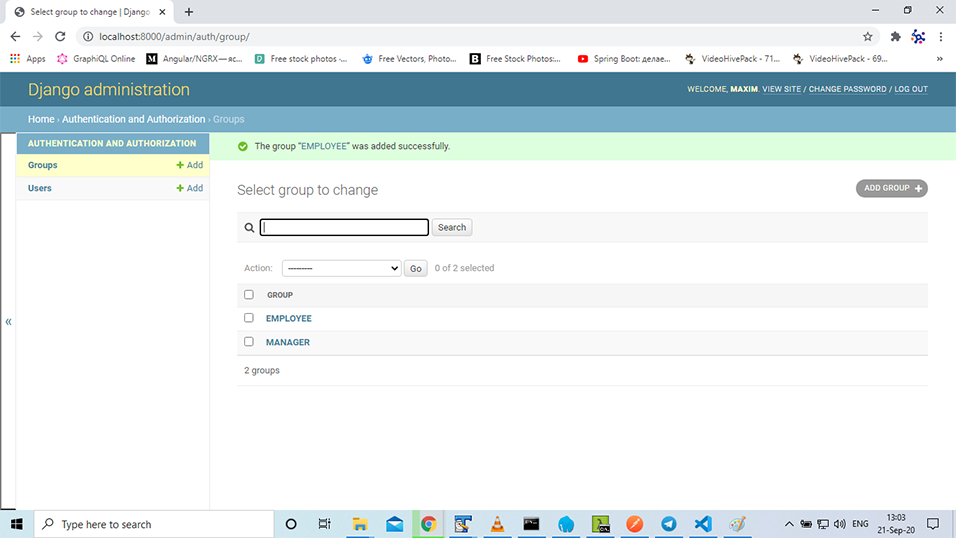 Select group to change | Django
localhost:8000/admin/auth/group/
Apps GraphiQL Online Angular/NGRX — яс... Free stock photos -... Free Vectors, Photo... Free Stock Photos:... Spring Boot: делае... VideoHivePack - 71... VideoHivePack - 69... »
Django administration
WELCOME, MAXIM. VIEW SITE / CHANGE PASSWORD / LOG OUT
Home › Authentication and Authorization › Groups
AUTHENTICATION AND AUTHORIZATION
Groups + Add
Users + Add
«
The group “EMPLOYEE” was added successfully.
Select group to change
ADD GROUP +
Search
Action: --------- Go 0 of 2 selected
GROUP
EMPLOYEE
MANAGER
2 groups
Type here to search
ENG
13:03
21-Sep-20